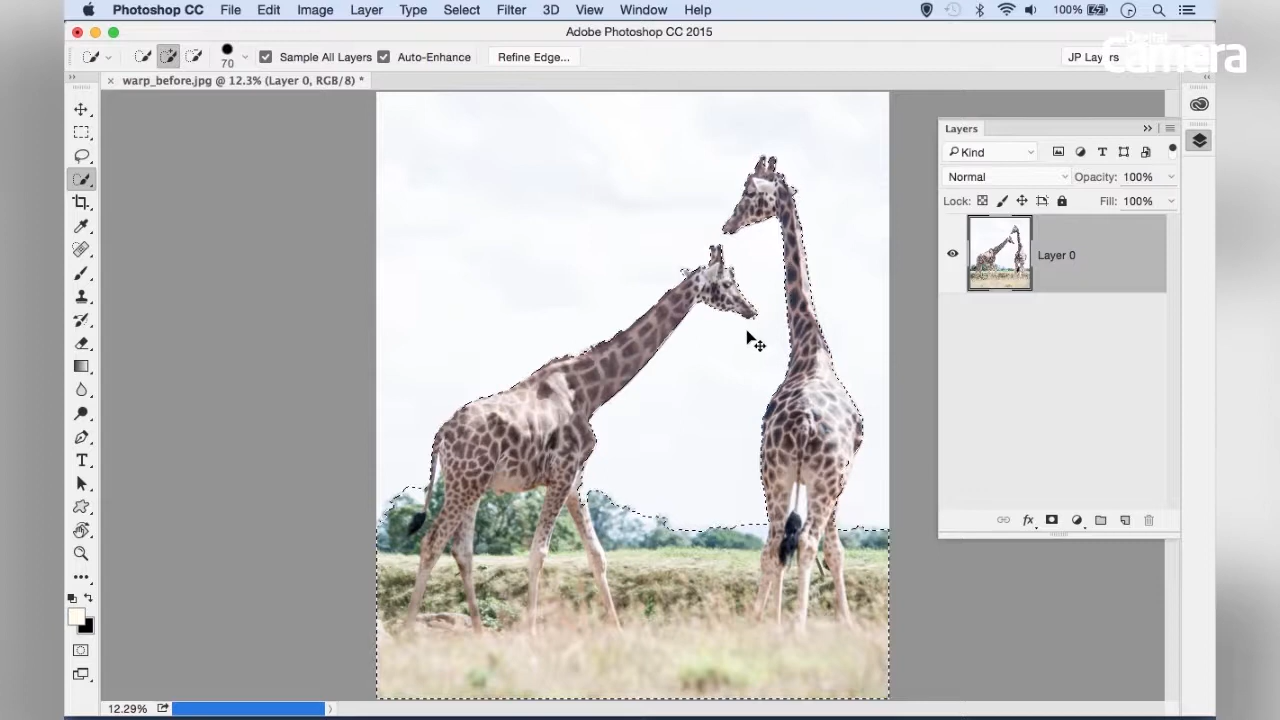 Photoshop CC File Edit Image Layer Type Select Filter 3D View Window Help 100%
Adobe Photoshop CC 2015
70 Sample All Layers Auto-Enhance Refine Edge... JP Layers
Digital Camera
warp_before.jpg @ 12.3% (Layer 0, RGB/8) *
Layers
Kind
Normal Opacity: 100%
Lock: Fill: 100%
Layer 0
12.29%